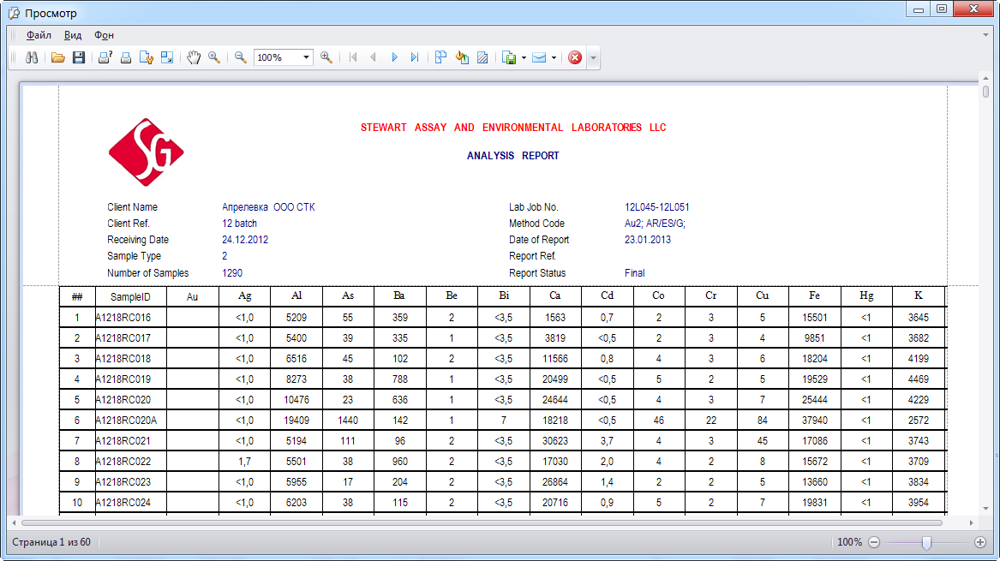 Просмотр
Файл Вид Фон
100%
SG
STEWART ASSAY AND ENVIRONMENTAL LABORATORIES LLC
ANALYSIS REPORT
Client Name Апрелевка ООО СТК Lab Job No. 12L045-12L051
Client Ref. 12 batch Method Code Au2; AR/ES/G;
Receiving Date 24.12.2012 Date of Report 23.01.2013
Sample Type 2 Report Ref.
Number of Samples 1290 Report Status Final
## SampleID Au Ag Al As Ba Be Bi Ca Cd Co Cr Cu Fe Hg K
1 A1218RC016 <1,0 5209 55 359 2 <3,5 1563 0,7 2 3 5 15501 <1 3645
2 A1218RC017 <1,0 5400 39 335 1 <3,5 3819 <0,5 2 3 4 9851 <1 3682
3 A1218RC018 <1,0 6516 45 102 2 <3,5 11566 0,8 4 3 6 18204 <1 4199
4 A1218RC019 <1,0 8273 38 788 1 <3,5 20499 <0,5 5 2 5 19529 <1 4469
5 A1218RC020 <1,0 10476 23 636 1 <3,5 24644 <0,5 4 3 7 25444 <1 4229
6 A1218RC020A <1,0 19409 1440 142 1 7 18218 <0,5 46 22 84 37940 <1 2572
7 A1218RC021 <1,0 5194 111 96 2 <3,5 30623 3,7 4 3 45 17086 <1 3743
8 A1218RC022 1,7 5501 38 960 2 <3,5 17030 2,0 4 2 8 15672 <1 3709
9 A1218RC023 <1,0 5955 17 204 2 <3,5 26864 1,4 2 2 5 13660 <1 3834
10 A1218RC024 <1,0 6203 38 115 2 <3,5 20716 0,9 5 2 7 19831 <1 3954
Страница 1 из 60 100%